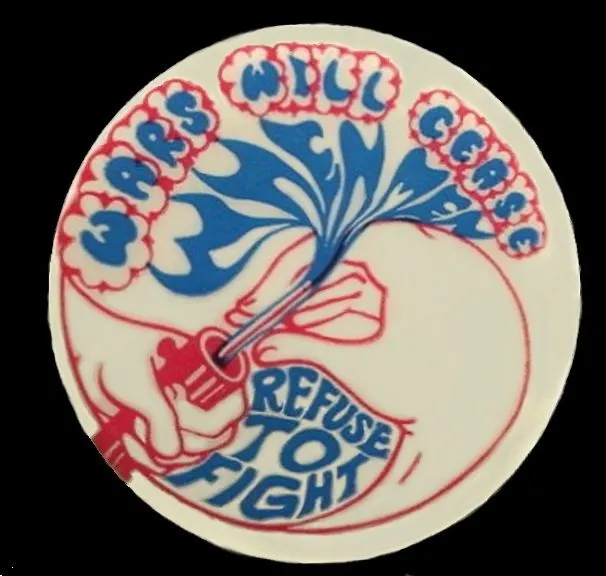 WARS WILL CEASE
WHEN MEN
REFUSE
TO
FIGHT